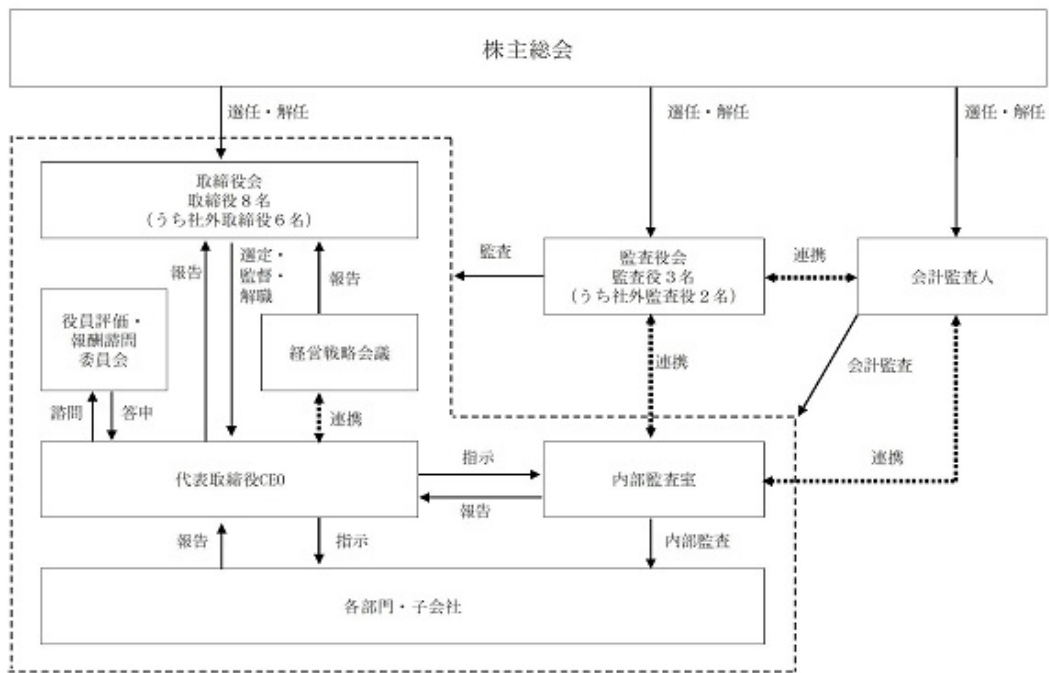 株主総会
選任・解任
選任・解任
選任・解任
取締役会
取締役８名
(うち社外取締役６名)
報告
選定・
監督・
解職
報告
監査
監査役会
監査役３名
(うち社外監査役２名)
連携
会計監査人
役員評価・
報酬諮問
委員会
経営戦略会議
連携
会計監査
諮問
答申
連携
代表取締役CEO
指示
報告
内部監査室
連携
報告
指示
内部監査
各部門・子会社